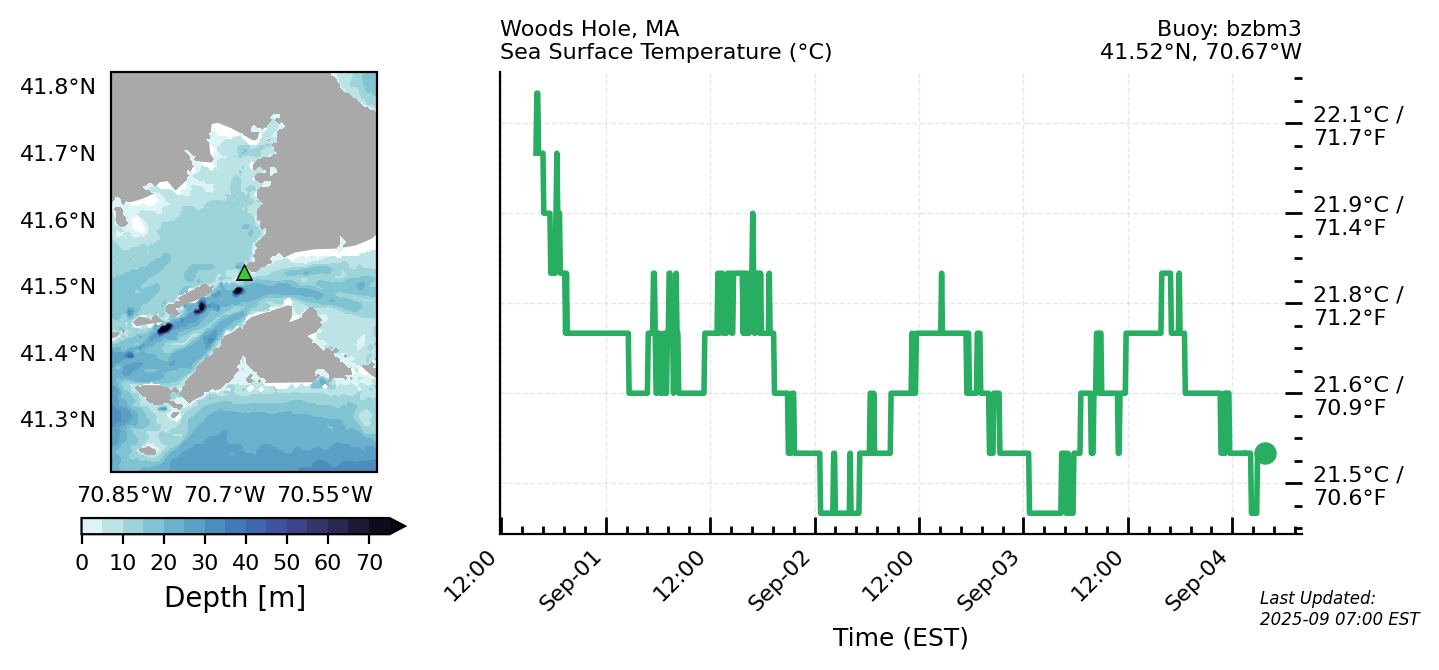 Woods Hole, MA
Sea Surface Temperature (°C)
Buoy: bzbm3
41.52°N, 70.67°W
41.8°N
41.7°N
41.6°N
41.5°N
41.4°N
41.3°N
70.85°W 70.7°W 70.55°W
0 10 20 30 40 50 60 70
Depth [m]
22.1°C /
71.7°F
21.9°C /
71.4°F
21.8°C /
71.2°F
21.6°C /
70.9°F
21.5°C /
70.6°F
12:00 Sep-01 12:00 Sep-02 12:00 Sep-03 12:00 Sep-04
Time (EST)
Last Updated:
2025-09 07:00 EST